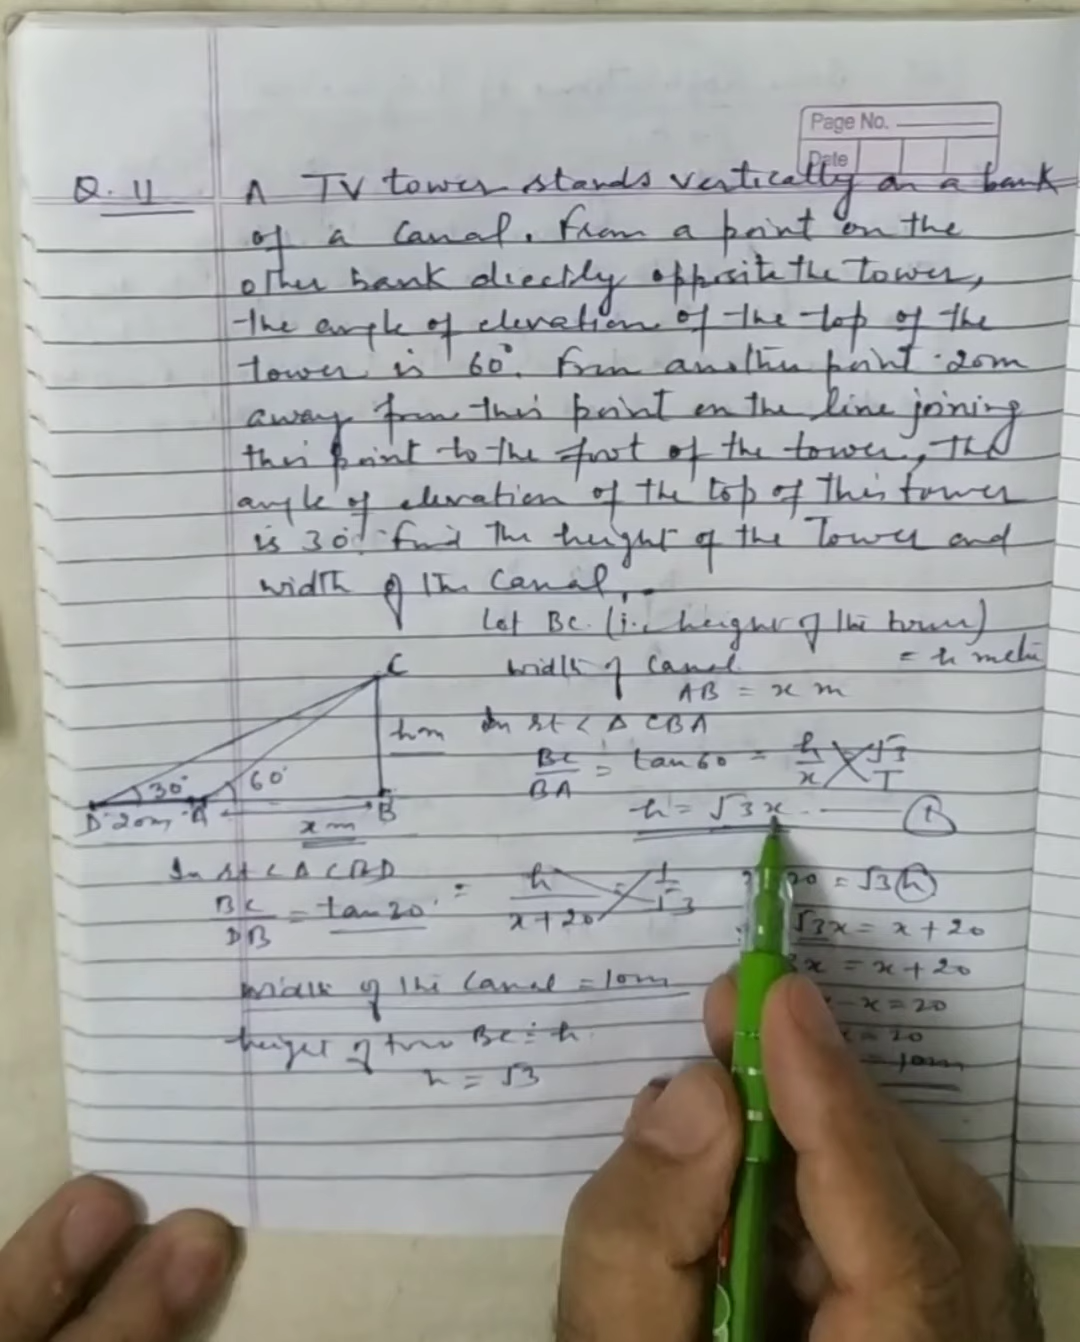 Page No.
Date
Q. 11 A TV tower stands vertically on a bank
of a canal. From a point on the
other bank directly opposite the tower,
the angle of elevation of the top of the
tower is 60°. From another point 20m
away from this point on the line joining
this point to the foot of the tower, the
angle of elevation of the top of this tower
is 30°. Find the height of the Tower and
width of the Canal.
Let BC (i.e height of the tower)
= h metre
width of canal
AB = x m
C
hm
30°
60°
D 20m A
x m
B
In rt < Δ CBA
BC/BA = tan 60 = h/x √3/1
h = √3x
In rt < Δ CBD
BC/DB = tan 30 = h/x+20 = 1/√3
20 = √3 h
√3x = x + 20
x = x + 20
x = 20
= 20
= 10m
width of the Canal = 10m
height of tower BC = h
h = √3